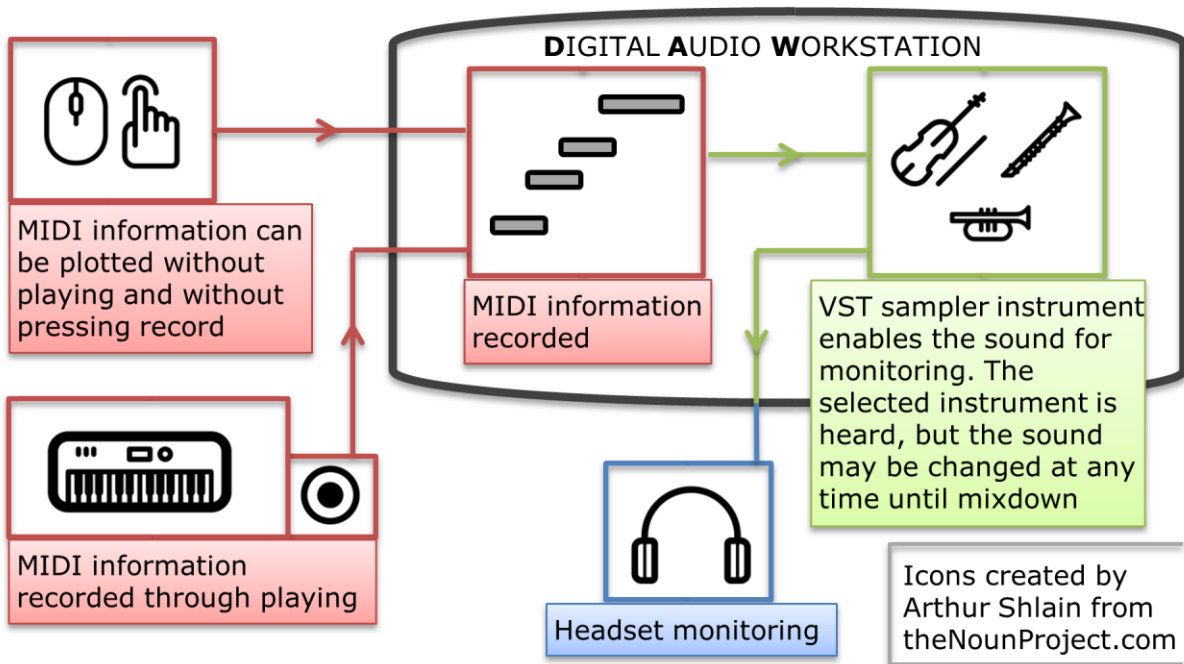 DIGITAL AUDIO WORKSTATION
MIDI information can
be plotted without
playing and without
pressing record
MIDI information
recorded
VST sampler instrument
enables the sound for
monitoring. The
selected instrument is
heard, but the sound
may be changed at any
time until mixdown
MIDI information
recorded through playing
Headset monitoring
Icons created by
Arthur Shlain from
theNounProject.com